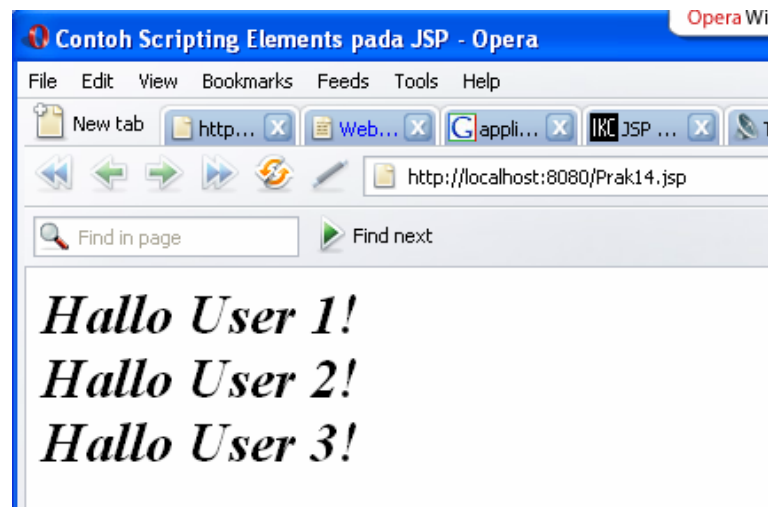 Opera Wi
Contoh Scripting Elements pada JSP - Opera
File Edit View Bookmarks Feeds Tools Help
New tab http... Web... appli... IKC JSP ... T
http://localhost:8080/Prak14.jsp
Find in page Find next
Hallo User 1!
Hallo User 2!
Hallo User 3!